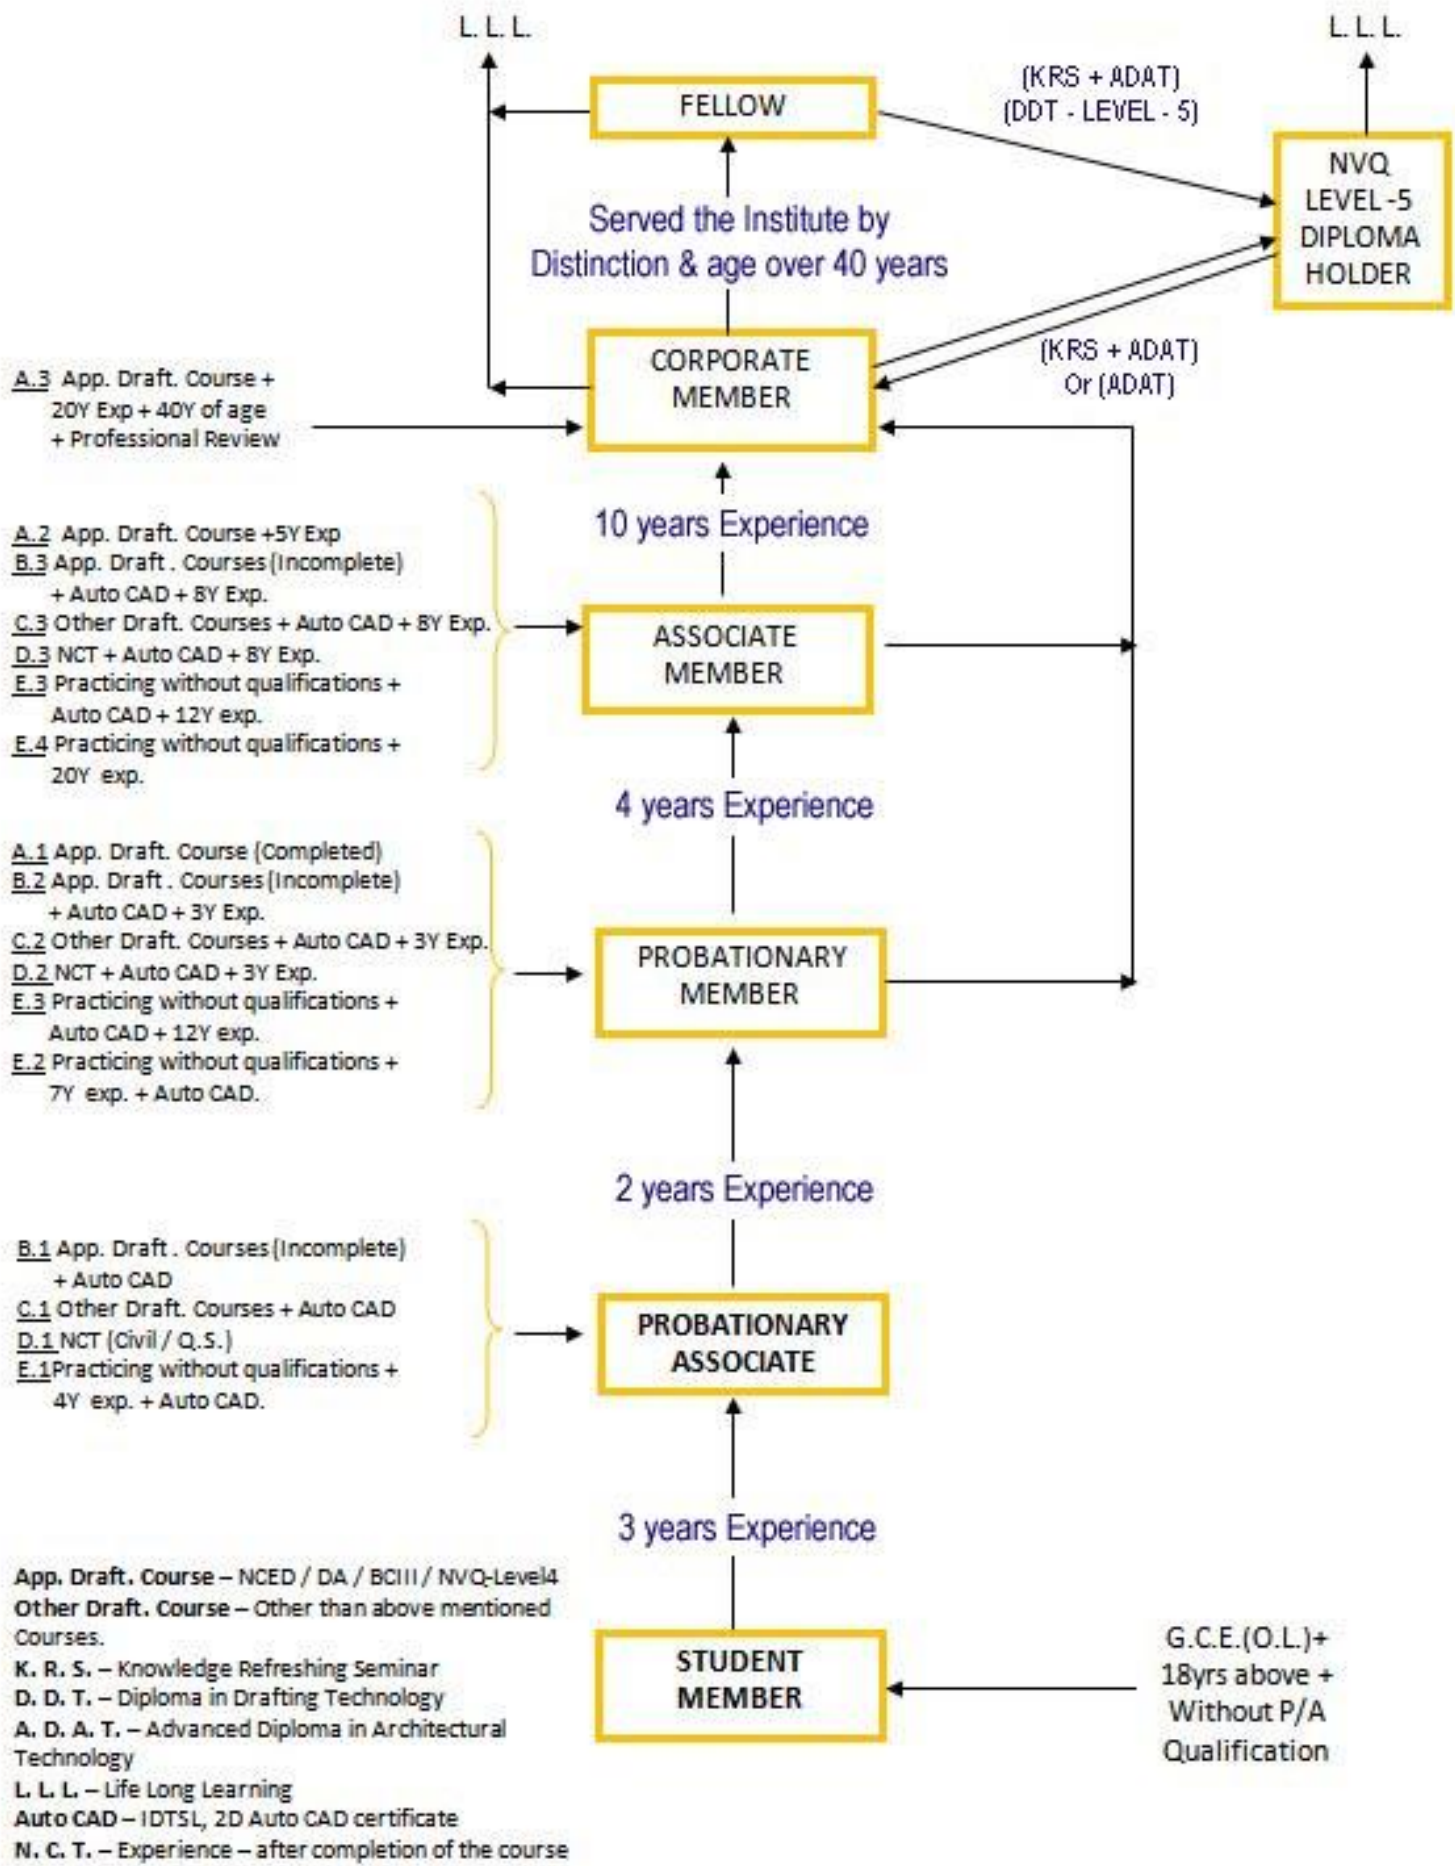 L. L. L.
L. L. L.
FELLOW
(KRS + ADAT)
(DDT - LEVEL - 5)
NVQ
LEVEL -5
DIPLOMA
HOLDER
Served the Institute by
Distinction & age over 40 years
CORPORATE
MEMBER
(KRS + ADAT)
Or (ADAT)
A.3 App. Draft. Course +
20Y Exp + 40Y of age
+ Professional Review
10 years Experience
A.2 App. Draft. Course +5Y Exp
B.3 App. Draft . Courses (Incomplete)
+ Auto CAD + 8Y Exp.
C.3 Other Draft. Courses + Auto CAD + 8Y Exp.
D.3 NCT + Auto CAD + 8Y Exp.
E.3 Practicing without qualifications +
Auto CAD + 12Y exp.
E.4 Practicing without qualifications +
20Y exp.
ASSOCIATE
MEMBER
4 years Experience
A.1 App. Draft. Course (Completed)
B.2 App. Draft . Courses (Incomplete)
+ Auto CAD + 3Y Exp.
C.2 Other Draft. Courses + Auto CAD + 3Y Exp.
D.2 NCT + Auto CAD + 3Y Exp.
E.3 Practicing without qualifications +
Auto CAD + 12Y exp.
E.2 Practicing without qualifications +
7Y exp. + Auto CAD.
PROBATIONARY
MEMBER
2 years Experience
B.1 App. Draft . Courses (Incomplete)
+ Auto CAD
C.1 Other Draft. Courses + Auto CAD
D.1 NCT (Civil / Q.S.)
E.1Practicing without qualifications +
4Y exp. + Auto CAD.
PROBATIONARY
ASSOCIATE
3 years Experience
App. Draft. Course – NCED / DA / BCIII / NVQ-Level4
Other Draft. Course – Other than above mentioned
Courses.
K. R. S. – Knowledge Refreshing Seminar
D. D. T. – Diploma in Drafting Technology
A. D. A. T. – Advanced Diploma in Architectural
Technology
L. L. L. – Life Long Learning
Auto CAD – IDTSL, 2D Auto CAD certificate
N. C. T. – Experience – after completion of the course
STUDENT
MEMBER
G.C.E.(O.L.)+
18yrs above +
Without P/A
Qualification